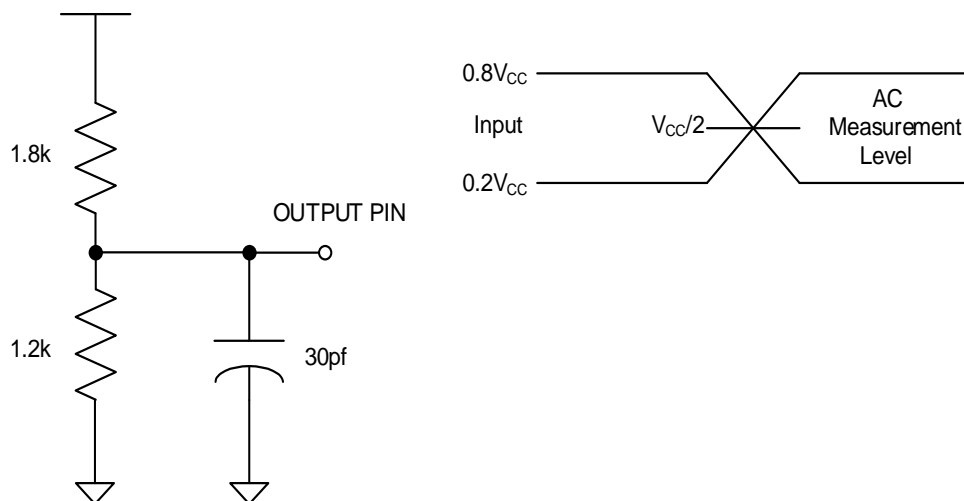 1.8k
OUTPUT PIN
1.2k
30pf
0.8VCC
Input
VCC/2
AC
Measurement
Level
0.2VCC